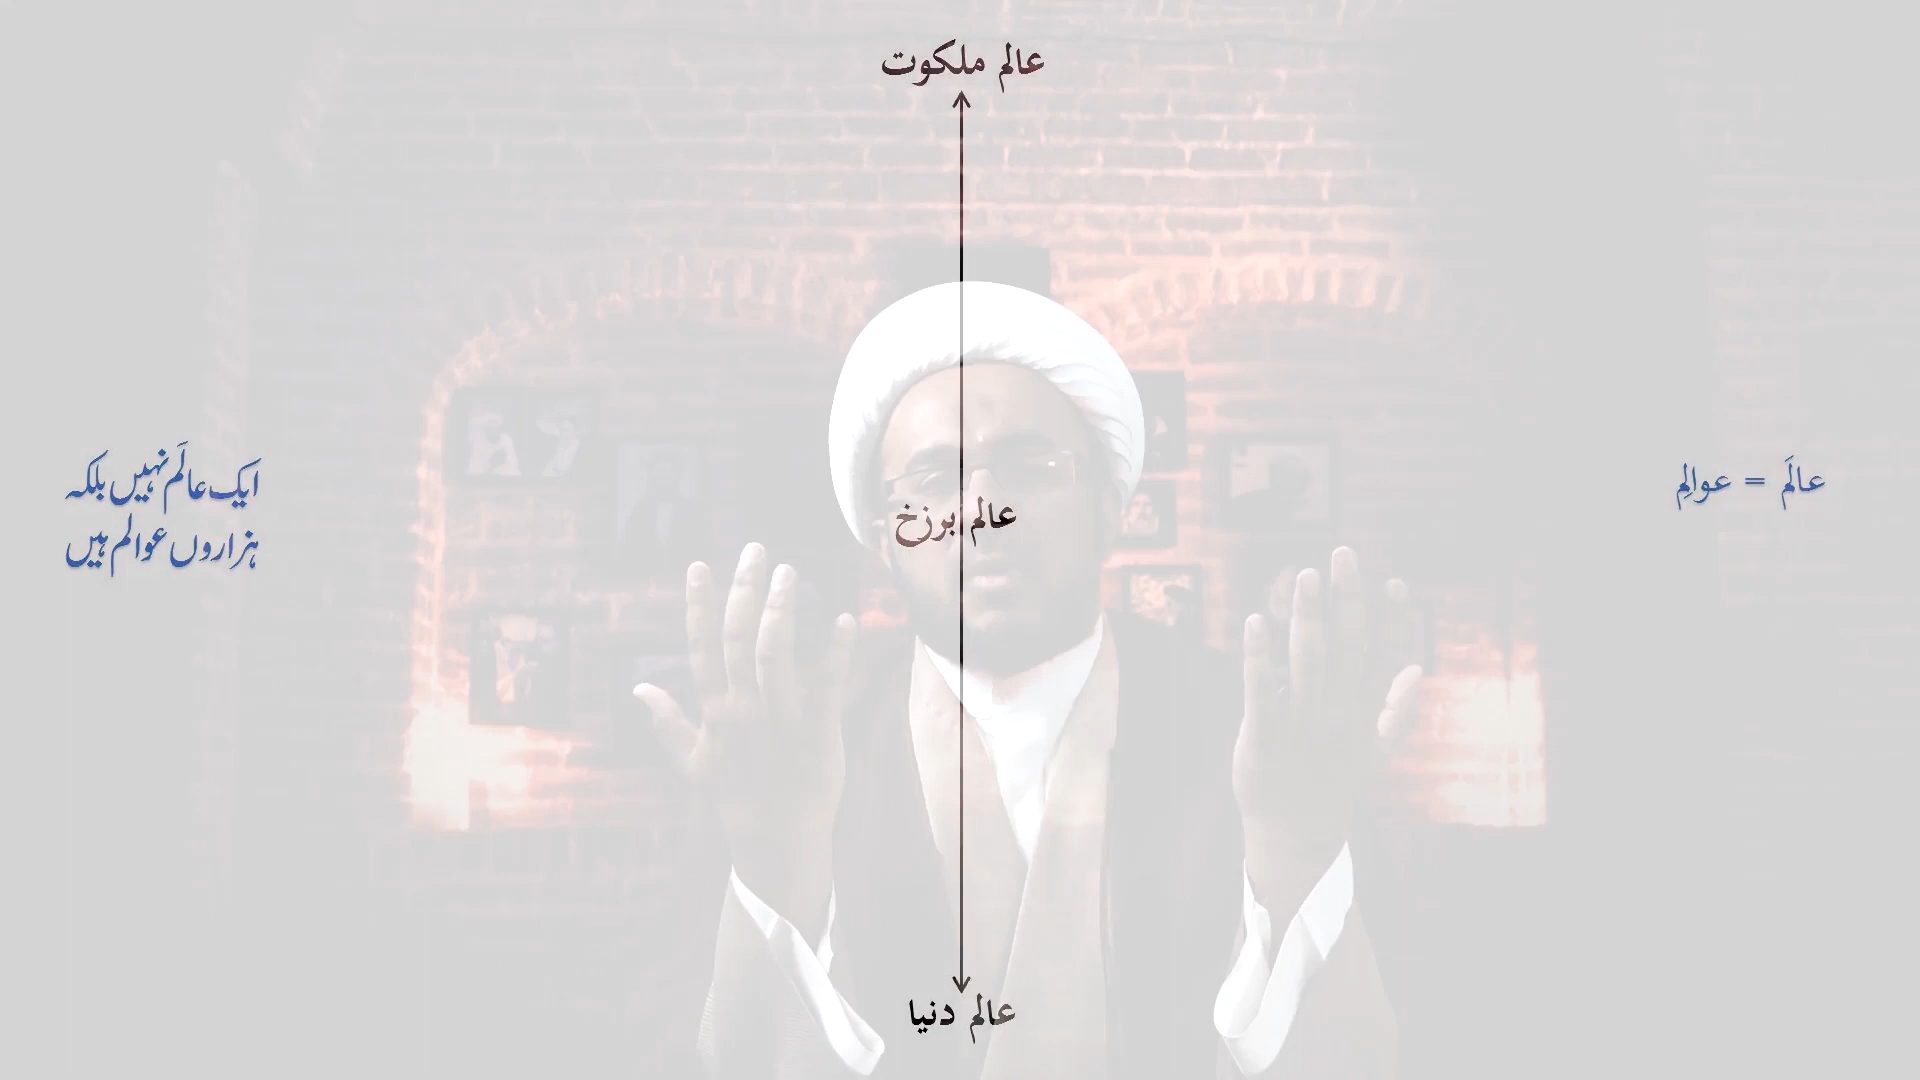 عالم ملکوت
عالَم = عوالِم
ایک عالَم نہیں بلکہ
ہزاروں عوالم ہیں
عالم برزخ
عالم دنیا